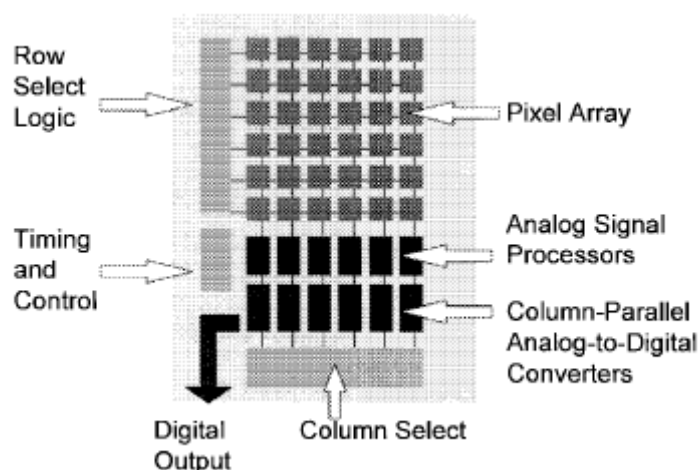 Row
Select
Logic
Pixel Array
Timing
and
Control
Analog Signal
Processors
Column-Parallel
Analog-to-Digital
Converters
Digital
Output
Column Select